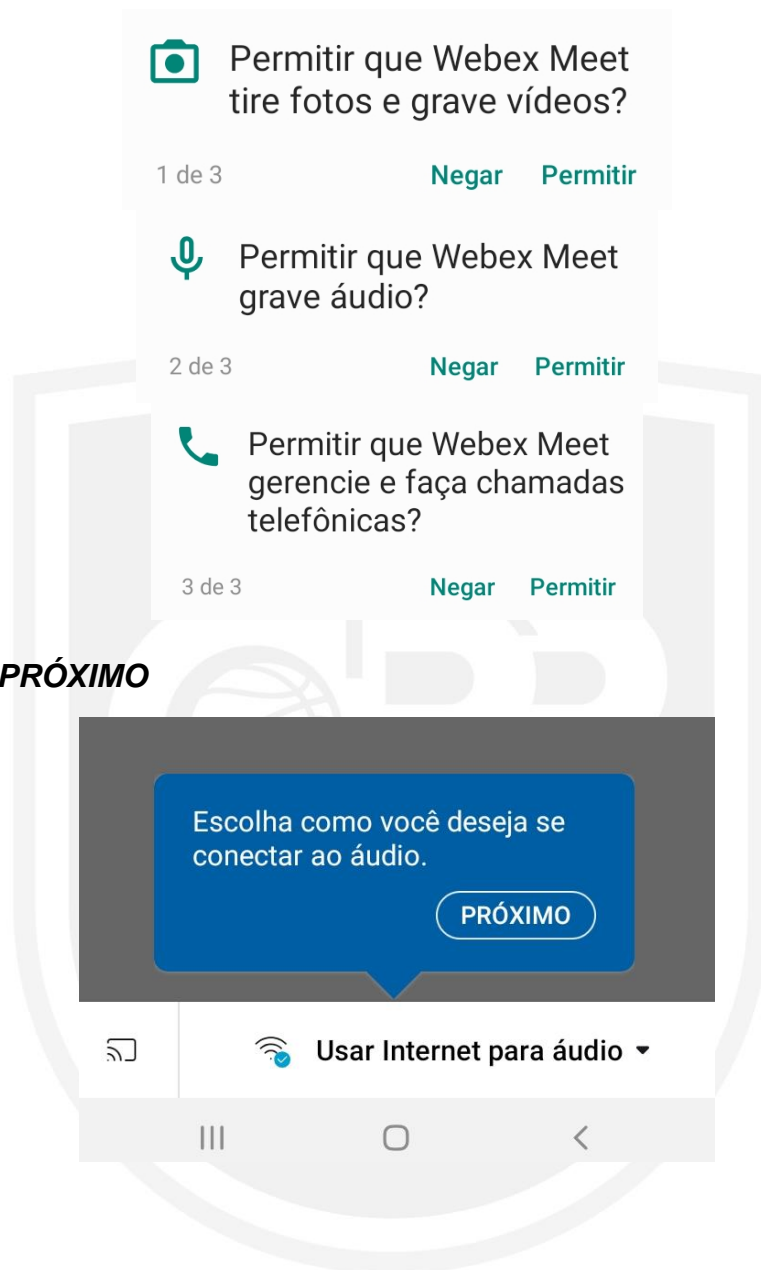 Permitir que Webex Meet
tire fotos e grave vídeos?
1 de 3 Negar Permitir
Permitir que Webex Meet
grave áudio?
2 de 3 Negar Permitir
Permitir que Webex Meet
gerencie e faça chamadas
telefônicas?
3 de 3 Negar Permitir
PRÓXIMO
Escolha como você deseja se
conectar ao áudio.
PRÓXIMO
Usar Internet para áudio